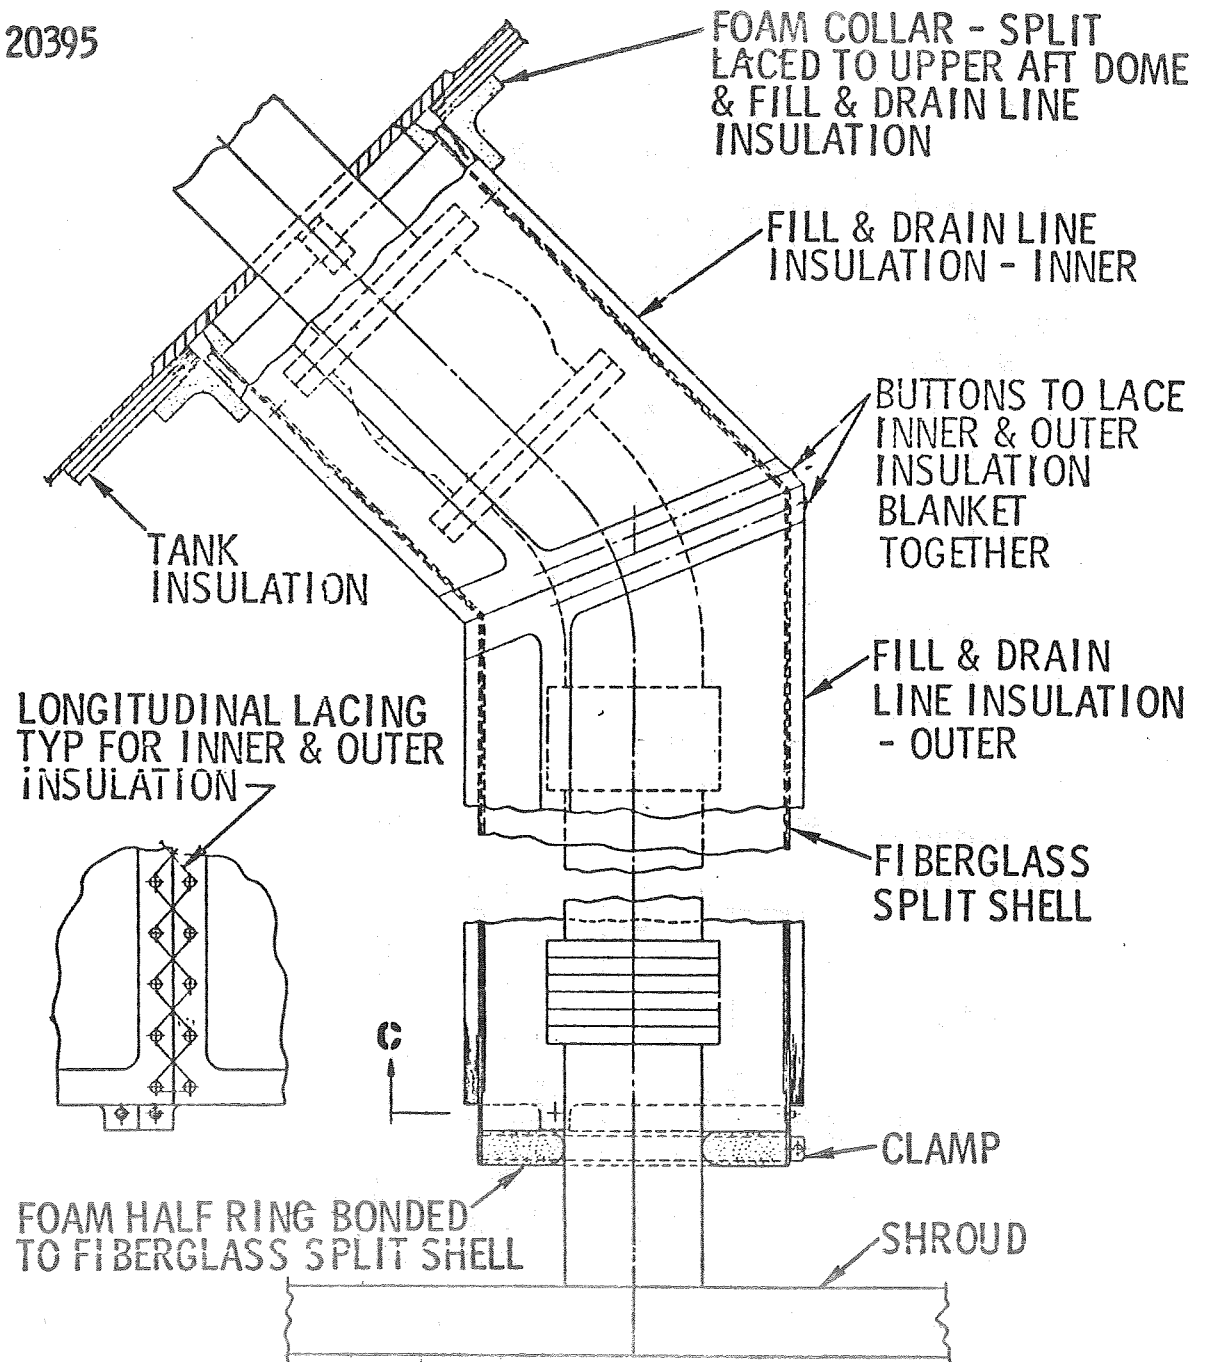 20395
FOAM COLLAR - SPLIT
LACED TO UPPER AFT DOME
& FILL & DRAIN LINE
INSULATION
FILL & DRAIN LINE
INSULATION - INNER
BUTTONS TO LACE
INNER & OUTER
INSULATION
BLANKET
TOGETHER
TANK
INSULATION
FILL & DRAIN
LINE INSULATION
- OUTER
LONGITUDINAL LACING
TYP FOR INNER & OUTER
INSULATION
FIBERGLASS
SPLIT SHELL
C
CLAMP
FOAM HALF RING BONDED
TO FIBERGLASS SPLIT SHELL
SHROUD